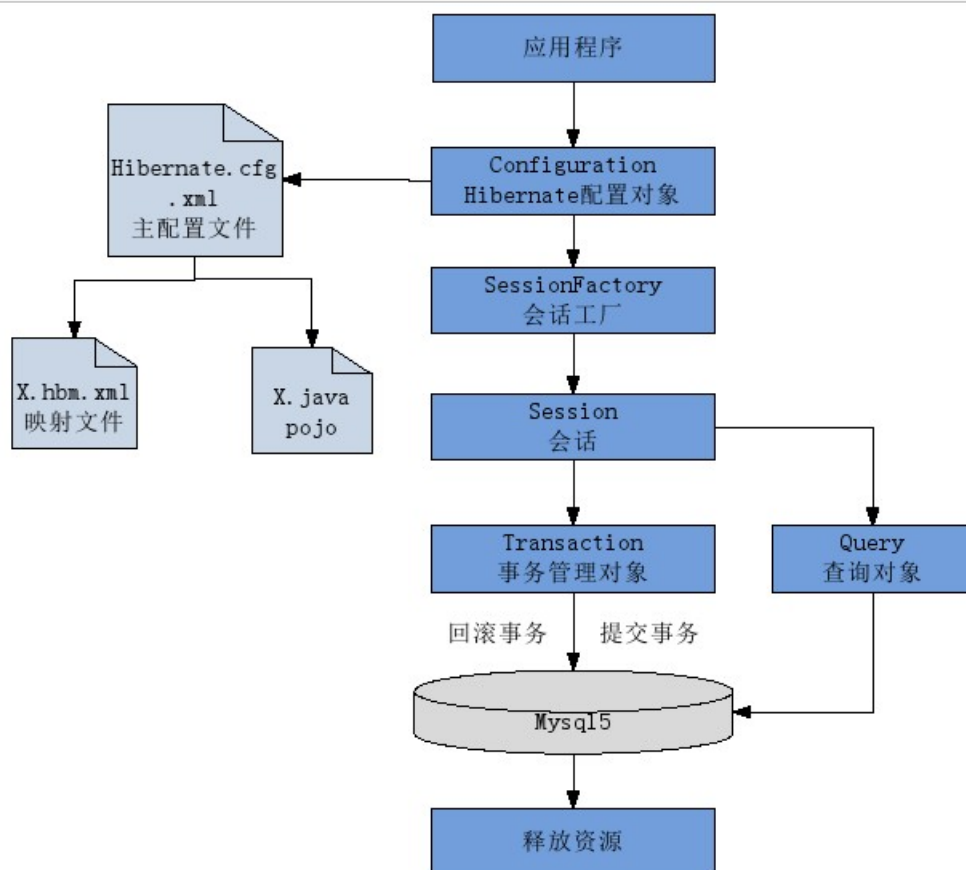 应用程序
Hibernate.cfg
.xml
主配置文件
Configuration
Hibernate配置对象
SessionFactory
会话工厂
X.hbm.xml
映射文件
X.java
pojo
Session
会话
Transaction
事务管理对象
Query
查询对象
回滚事务 提交事务
Mysql5
释放资源